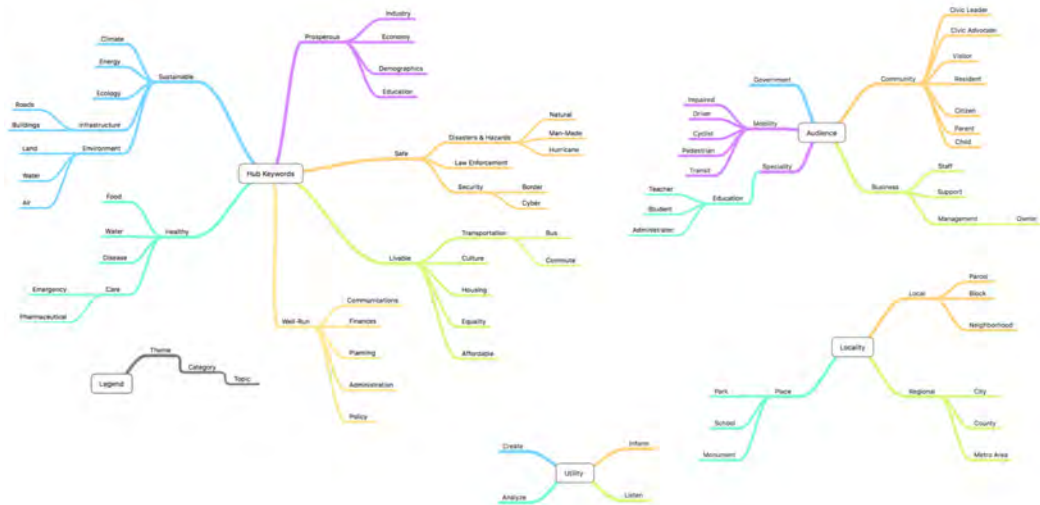 Hub Keywords
Sustainable
Climate
Energy
Ecology
Infrastructure
Roads
Buildings
Environment
Land
Water
Air
Healthy
Food
Water
Disease
Care
Emergency
Pharmaceutical
Prosperous
Industry
Economy
Demographics
Education
Safe
Disasters & Hazards
Natural
Man-Made
Hurricane
Law Enforcement
Security
Border
Cyber
Livable
Transportation
Bus
Commute
Culture
Housing
Equality
Affordable
Well-Run
Communications
Finances
Planning
Administration
Policy
Legend
Theme
Category
Topic
Audience
Government
Mobility
Impaired
Driver
Cyclist
Pedestrian
Transit
Speciality
Education
Teacher
Student
Administrator
Community
Civic Leader
Civic Advocate
Visitor
Resident
Citizen
Parent
Child
Business
Staff
Support
Management
Owner
Locality
Local
Parcel
Block
Neighborhood
Place
Park
School
Monument
Regional
City
County
Metro Area
Utility
Create
Analyze
Inform
Listen